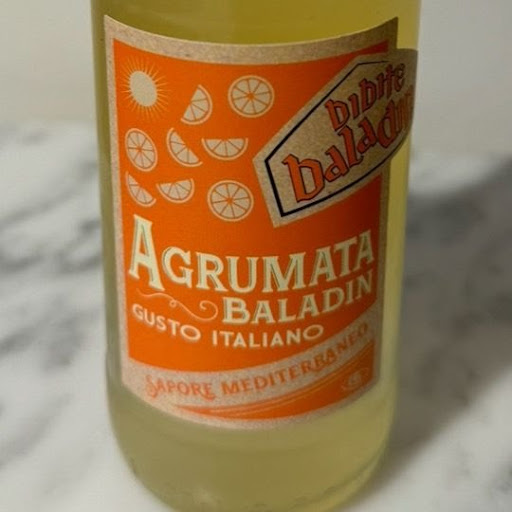 bibite
baladin
AGRUMATA
BALADIN
GUSTO ITALIANO
SAPORE MEDITERRANEO